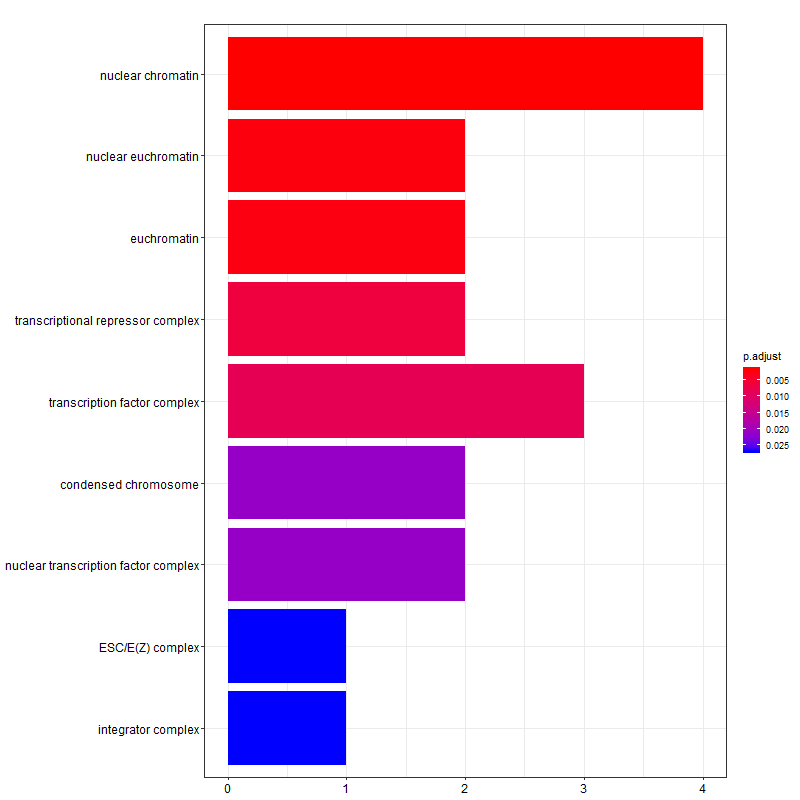 nuclear chromatin
nuclear euchromatin
euchromatin
transcriptional repressor complex
transcription factor complex
condensed chromosome
nuclear transcription factor complex
ESC/E(Z) complex
integrator complex
0 1 2 3 4
p.adjust
0.005
0.010
0.015
0.020
0.025